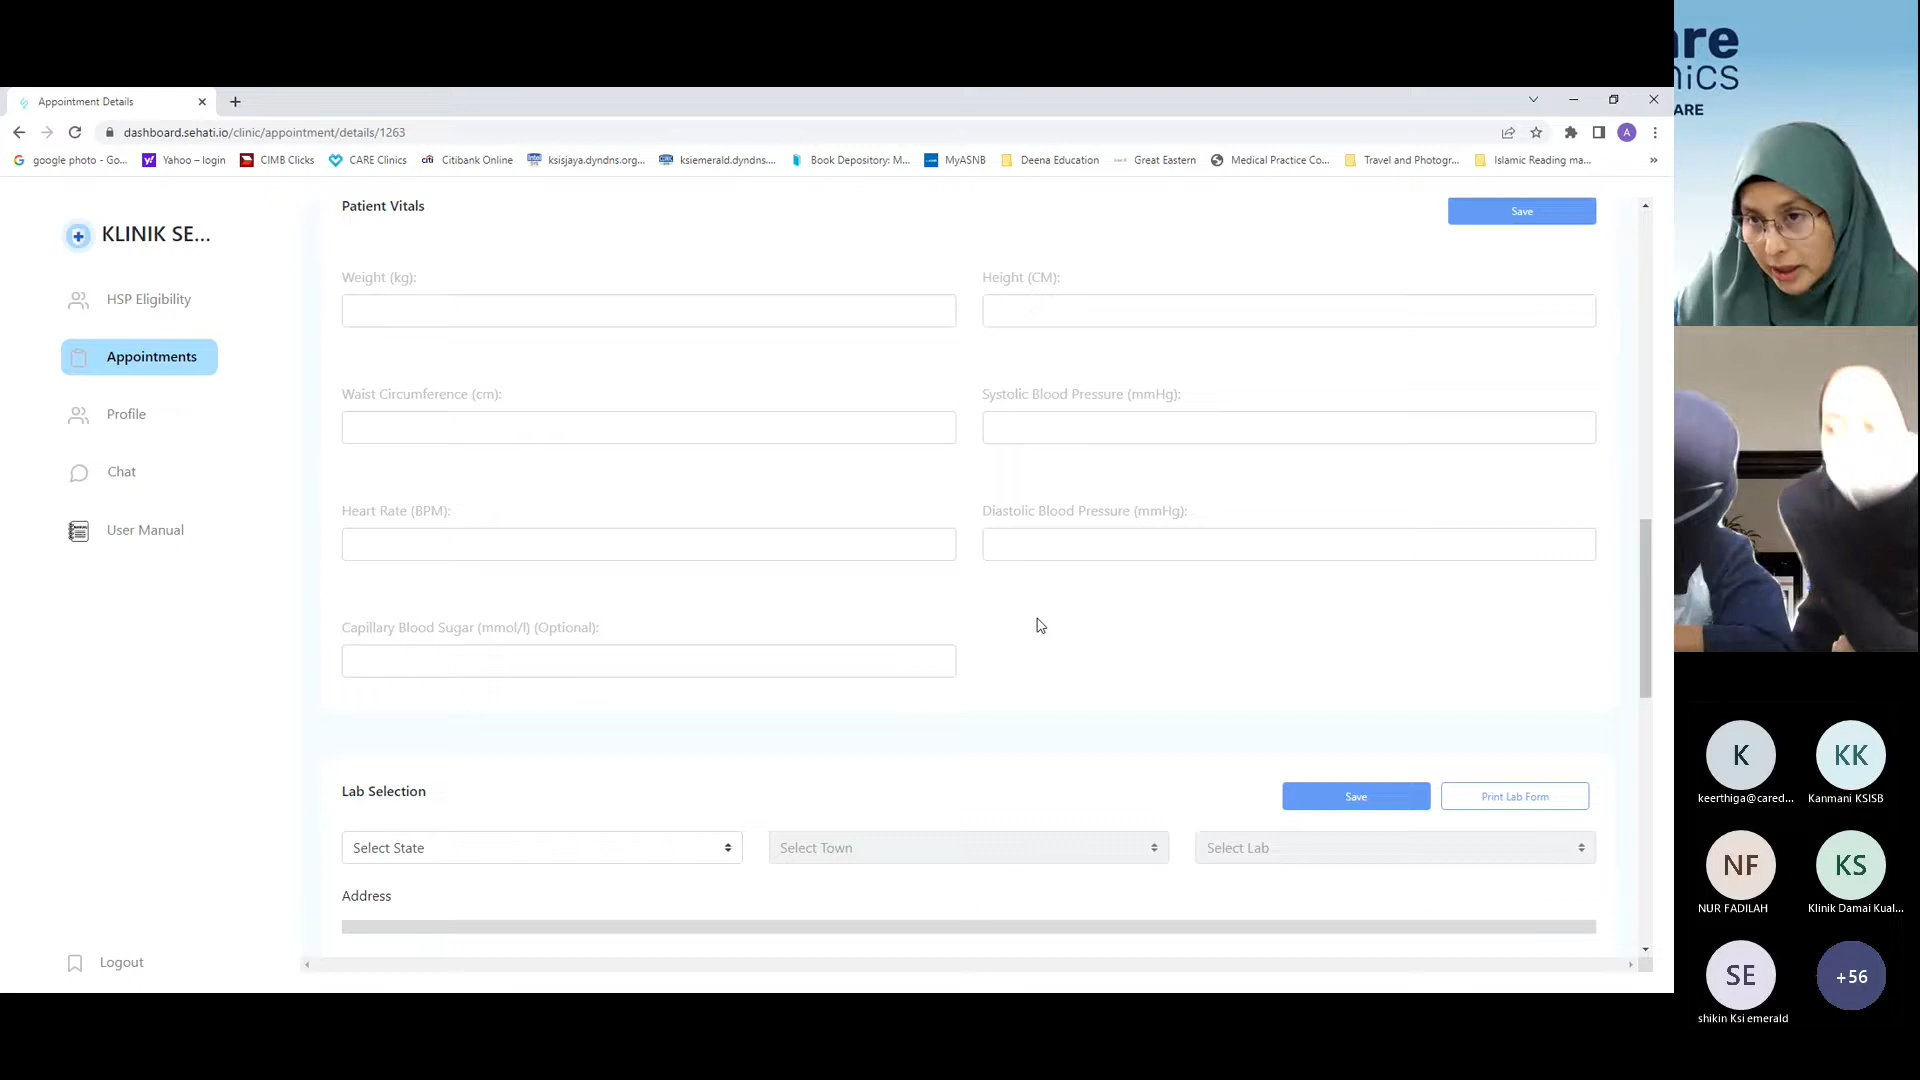 Appointment Details
dashboard.sehati.io/clinic/appointment/details/1263
A
google photo - Go...
Yahoo – login
CIMB Clicks
CARE Clinics
Citibank Online
ksisjaya.dyndns.org...
ksiemerald.dyndns....
Book Depository: M...
MyASNB
Deena Education
Great Eastern
Medical Practice Co...
Travel and Photogr...
Islamic Reading ma...
»
KLINIK SE...
HSP Eligibility
Appointments
Profile
Chat
User Manual
Logout
Patient Vitals
Save
Weight (kg):
Height (CM):
Waist Circumference (cm):
Systolic Blood Pressure (mmHg):
Heart Rate (BPM):
Diastolic Blood Pressure (mmHg):
Capillary Blood Sugar (mmol/l) (Optional):
Lab Selection
Save
Print Lab Form
Select State
Select Town
Select Lab
Address
are
nics
ARE
K
keerthiga@cared...
KK
Kanmani KSISB
NF
NUR FADILAH
KS
Klinik Damai Kual...
SE
shikin Ksi emerald
+56